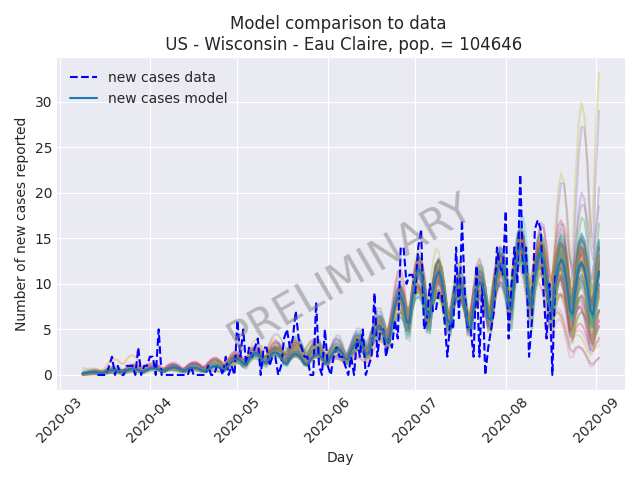 Model comparison to data
US - Wisconsin - Eau Claire, pop. = 104646
new cases data
new cases model
PRELIMINARY
Number of new cases reported
30
25
20
15
10
5
0
2020-03
2020-04
2020-05
2020-06
2020-07
2020-08
2020-09
Day